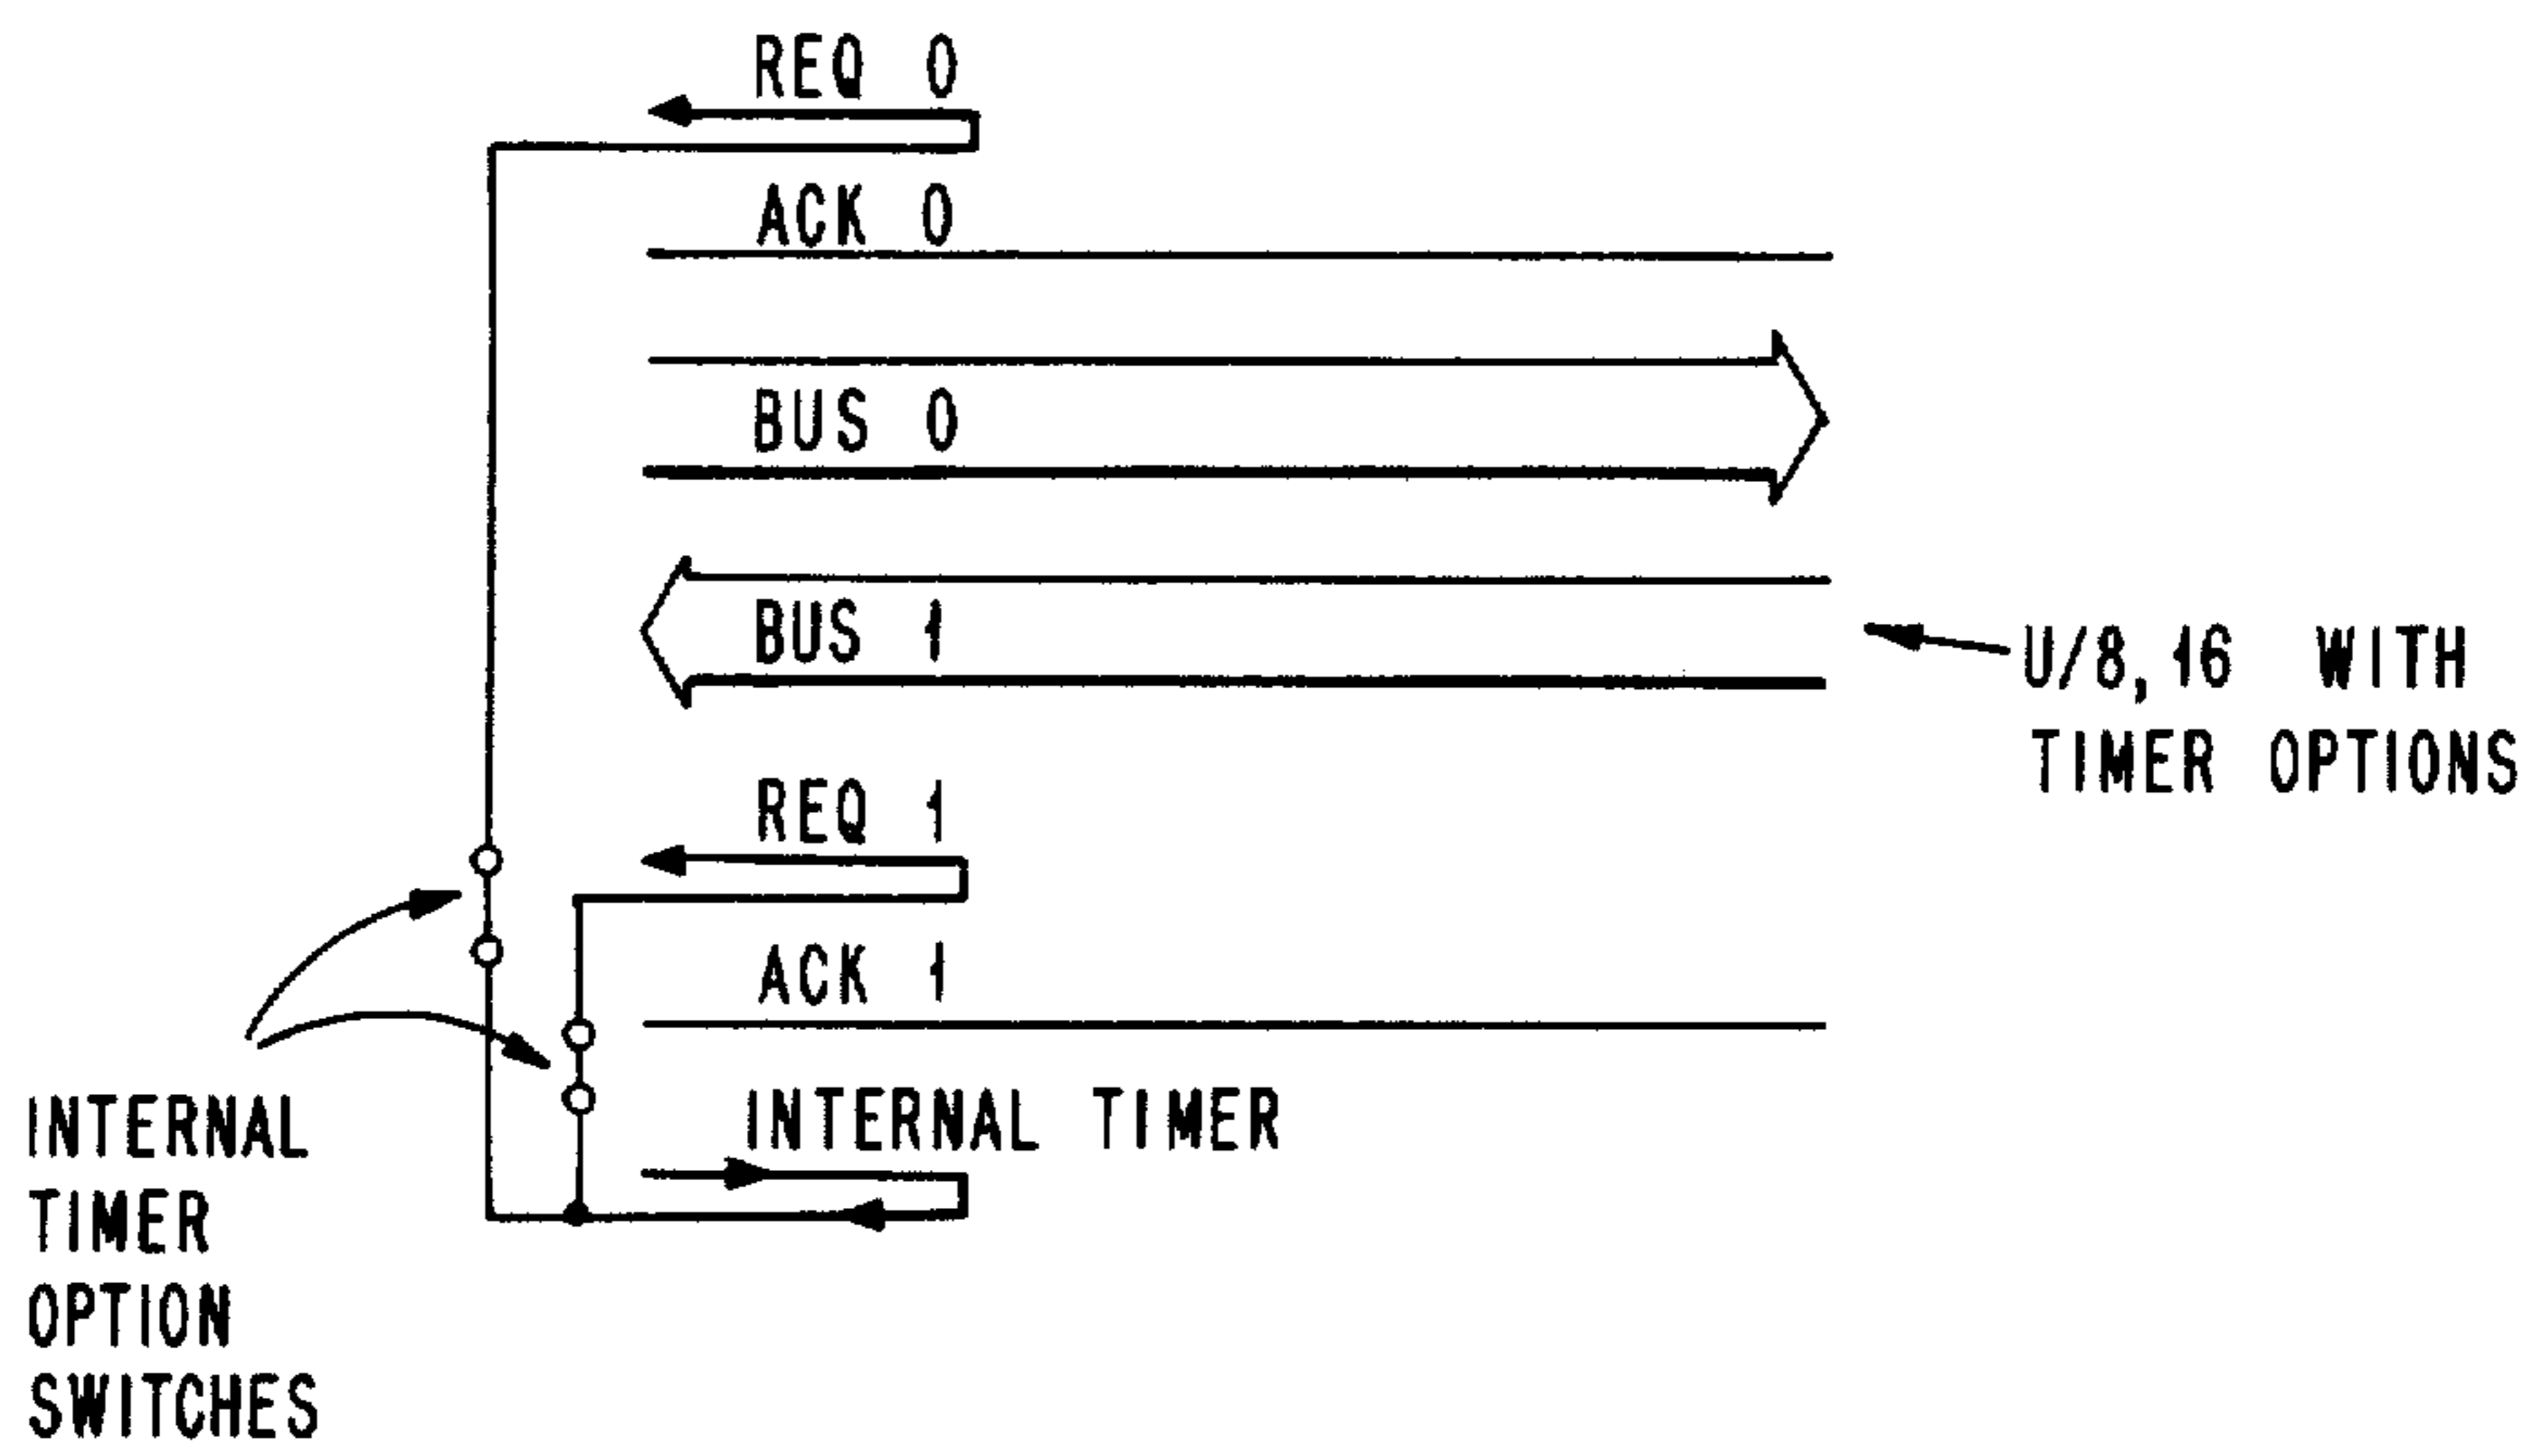 REQ 0
ACK 0
BUS 0
BUS 1
U/8,16 WITH
TIMER OPTIONS
REQ 1
ACK 1
INTERNAL TIMER
INTERNAL
TIMER
OPTION
SWITCHES